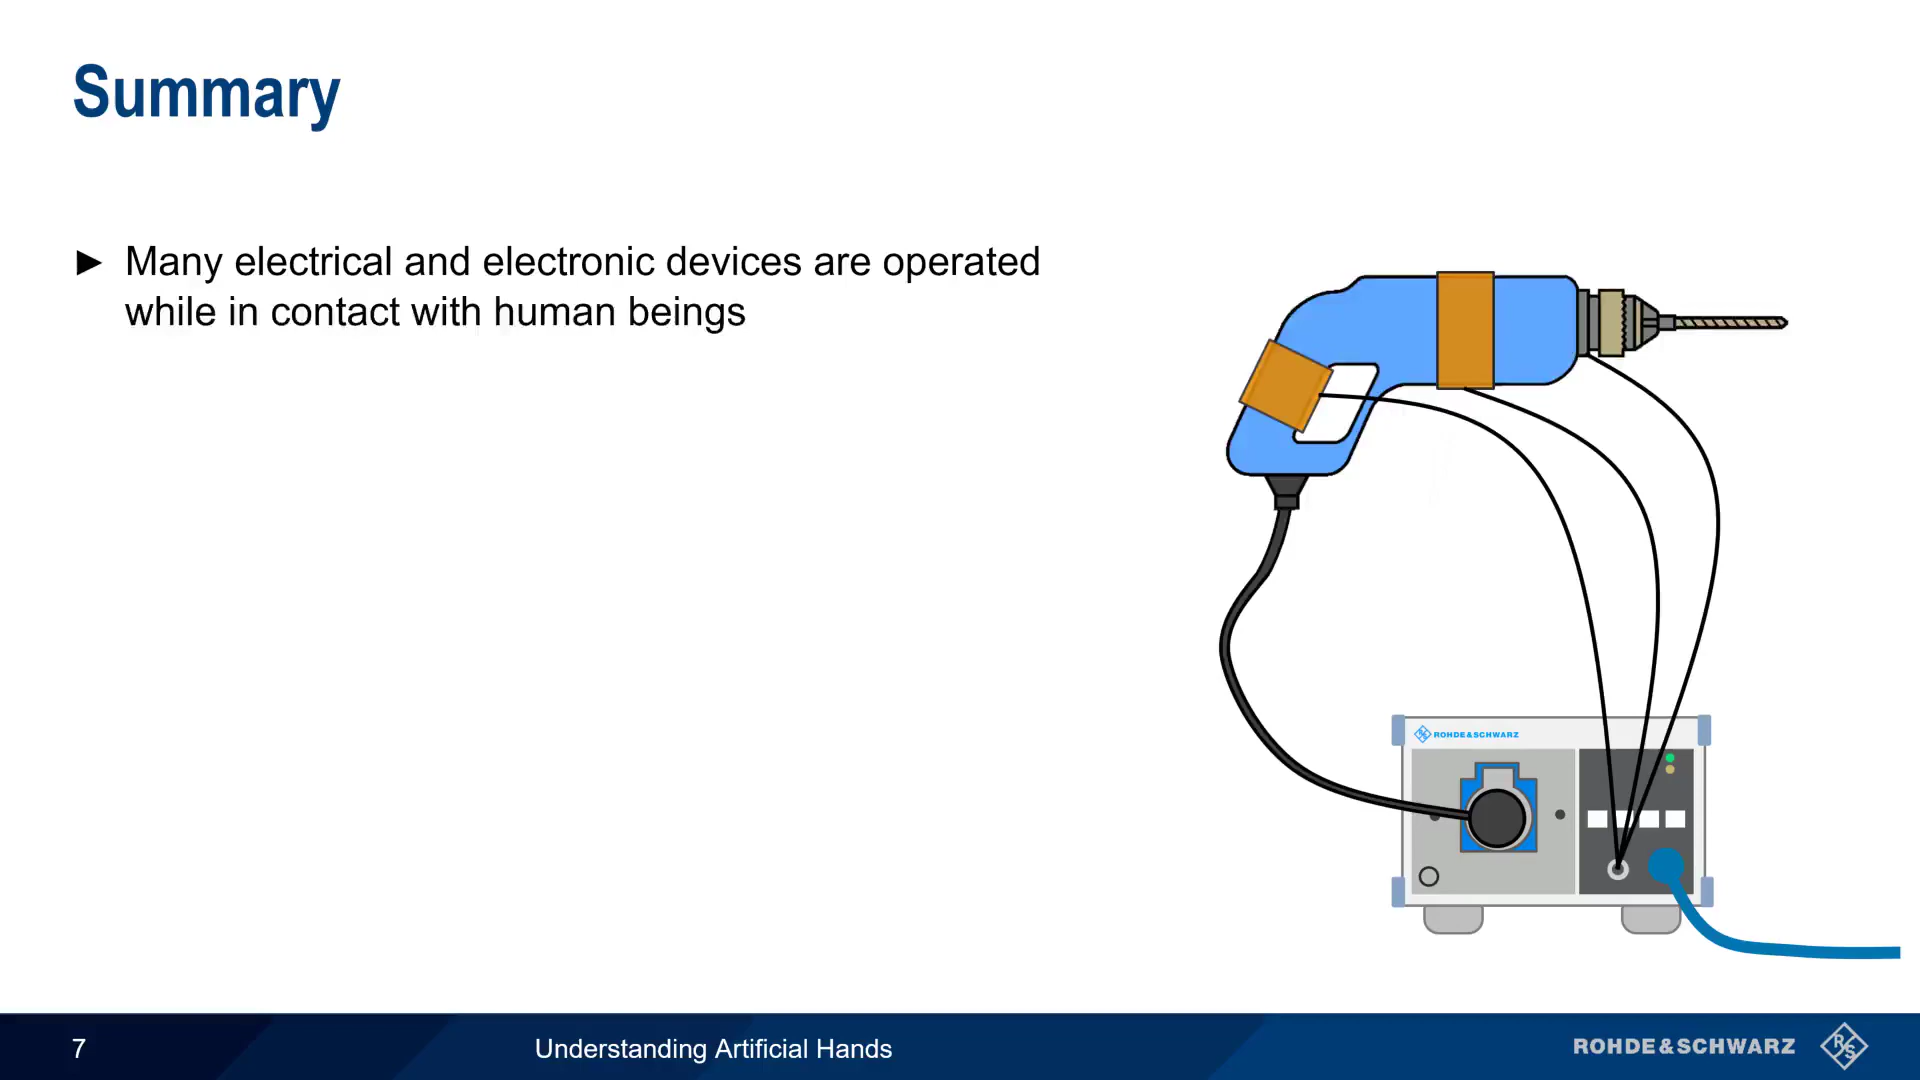 Summary
► Many electrical and electronic devices are operated
while in contact with human beings
ROHDE&SCHWARZ
7
Understanding Artificial Hands
ROHDE&SCHWARZ
R&S